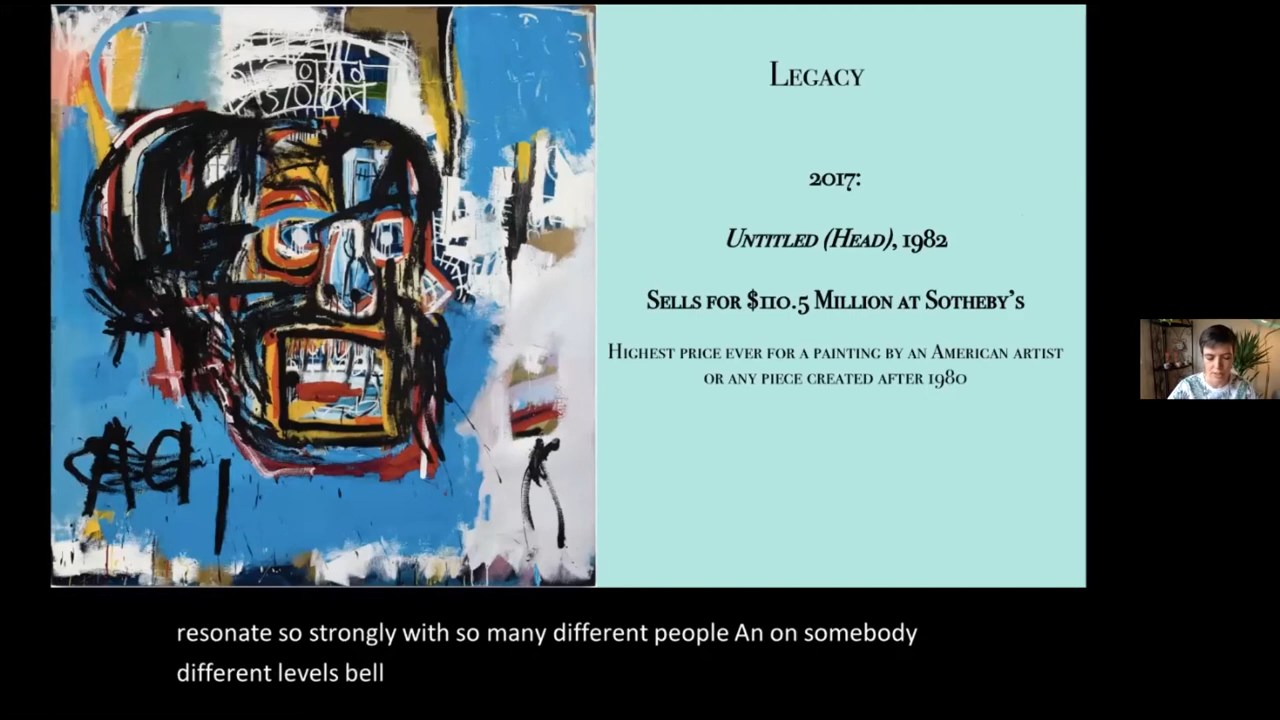 LEGACY
2017:
UNTITLED (HEAD), 1982
SELLS FOR $110.5 MILLION AT SOTHEBY'S
HIGHEST PRICE EVER FOR A PAINTING BY AN AMERICAN ARTIST
OR ANY PIECE CREATED AFTER 1980
resonate so strongly with so many different people An on somebody
different levels bell